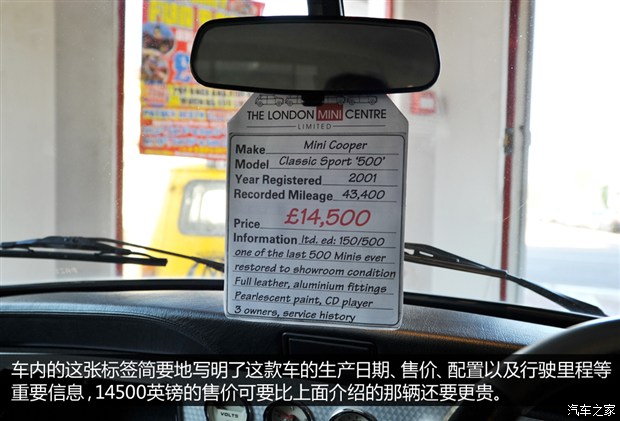 THE LONDON MINI CENTRE
LIMITED
Make Mini Cooper
Model Classic Sport '500'
Year Registered 2001
Recorded Mileage 43,400
Price £14,500
Information ltd. ed: 150/500
one of the last 500 Minis ever
restored to showroom condition
Full leather, aluminium fittings
Pearlescent paint, CD player
3 owners, service history
车内的这张标签简要地写明了这款车的生产日期、售价、配置以及行驶里程等
重要信息，14500英镑的售价可要比上面介绍的那辆还要更贵。
VOLTS
汽车之家